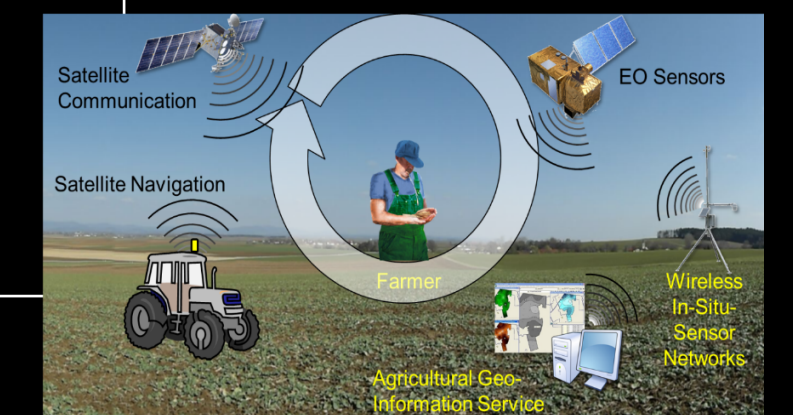 Satellite
Communication
EO Sensors
Satellite Navigation
Farmer
Wireless
In-Situ-
Sensor
Networks
Agricultural Geo-
Information Service